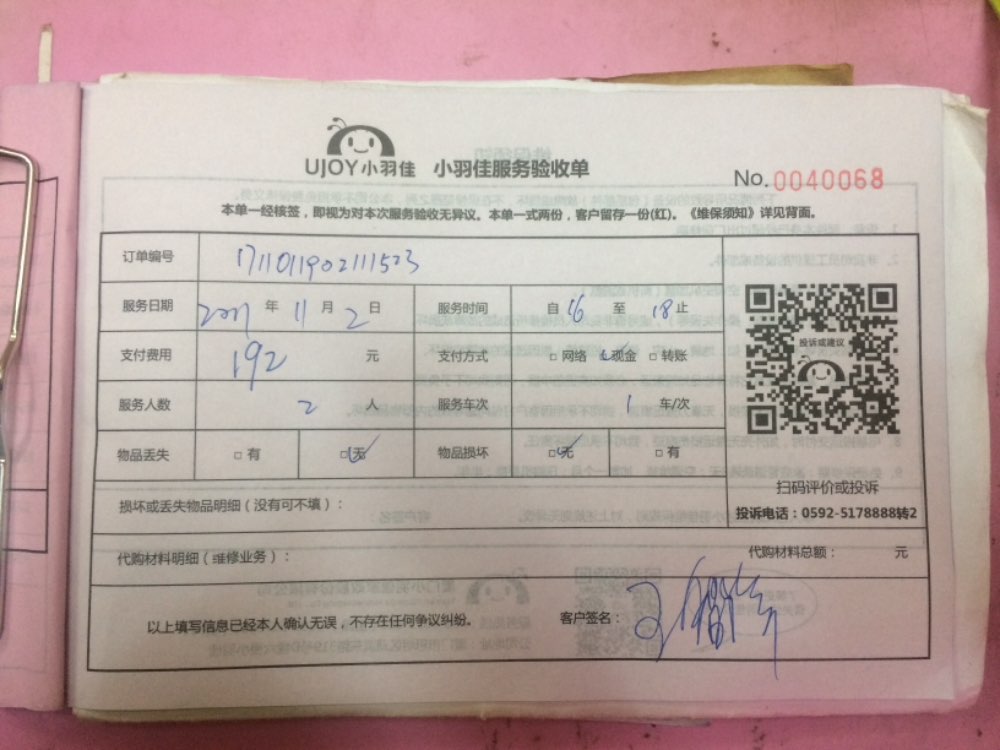 UJOY小羽佳 小羽佳服务验收单
No.0040068
本单一经核签，即视为对本次服务验收无异议。本单一式两份，客户留存一份(红)。《维保须知》详见背面。
订单编号 1711011902111523
服务日期 2017 年 11 月 2 日 服务时间 自 16 至 18 止
支付费用 192 元 支付方式 □ 网络 ☑ 现金 □ 转账
投诉或建议
服务人数 2 人 服务车次 1 车/次
物品丢失 □ 有 ☑ 无 物品损坏 ☑ 无 □ 有
扫码评价或投诉
损坏或丢失物品明细（没有可不填）：
投诉电话：0592-5178888转2
代购材料明细（维修业务）： 代购材料总额： 元
以上填写信息已经本人确认无误，不存在任何争议纠纷。 客户签名：